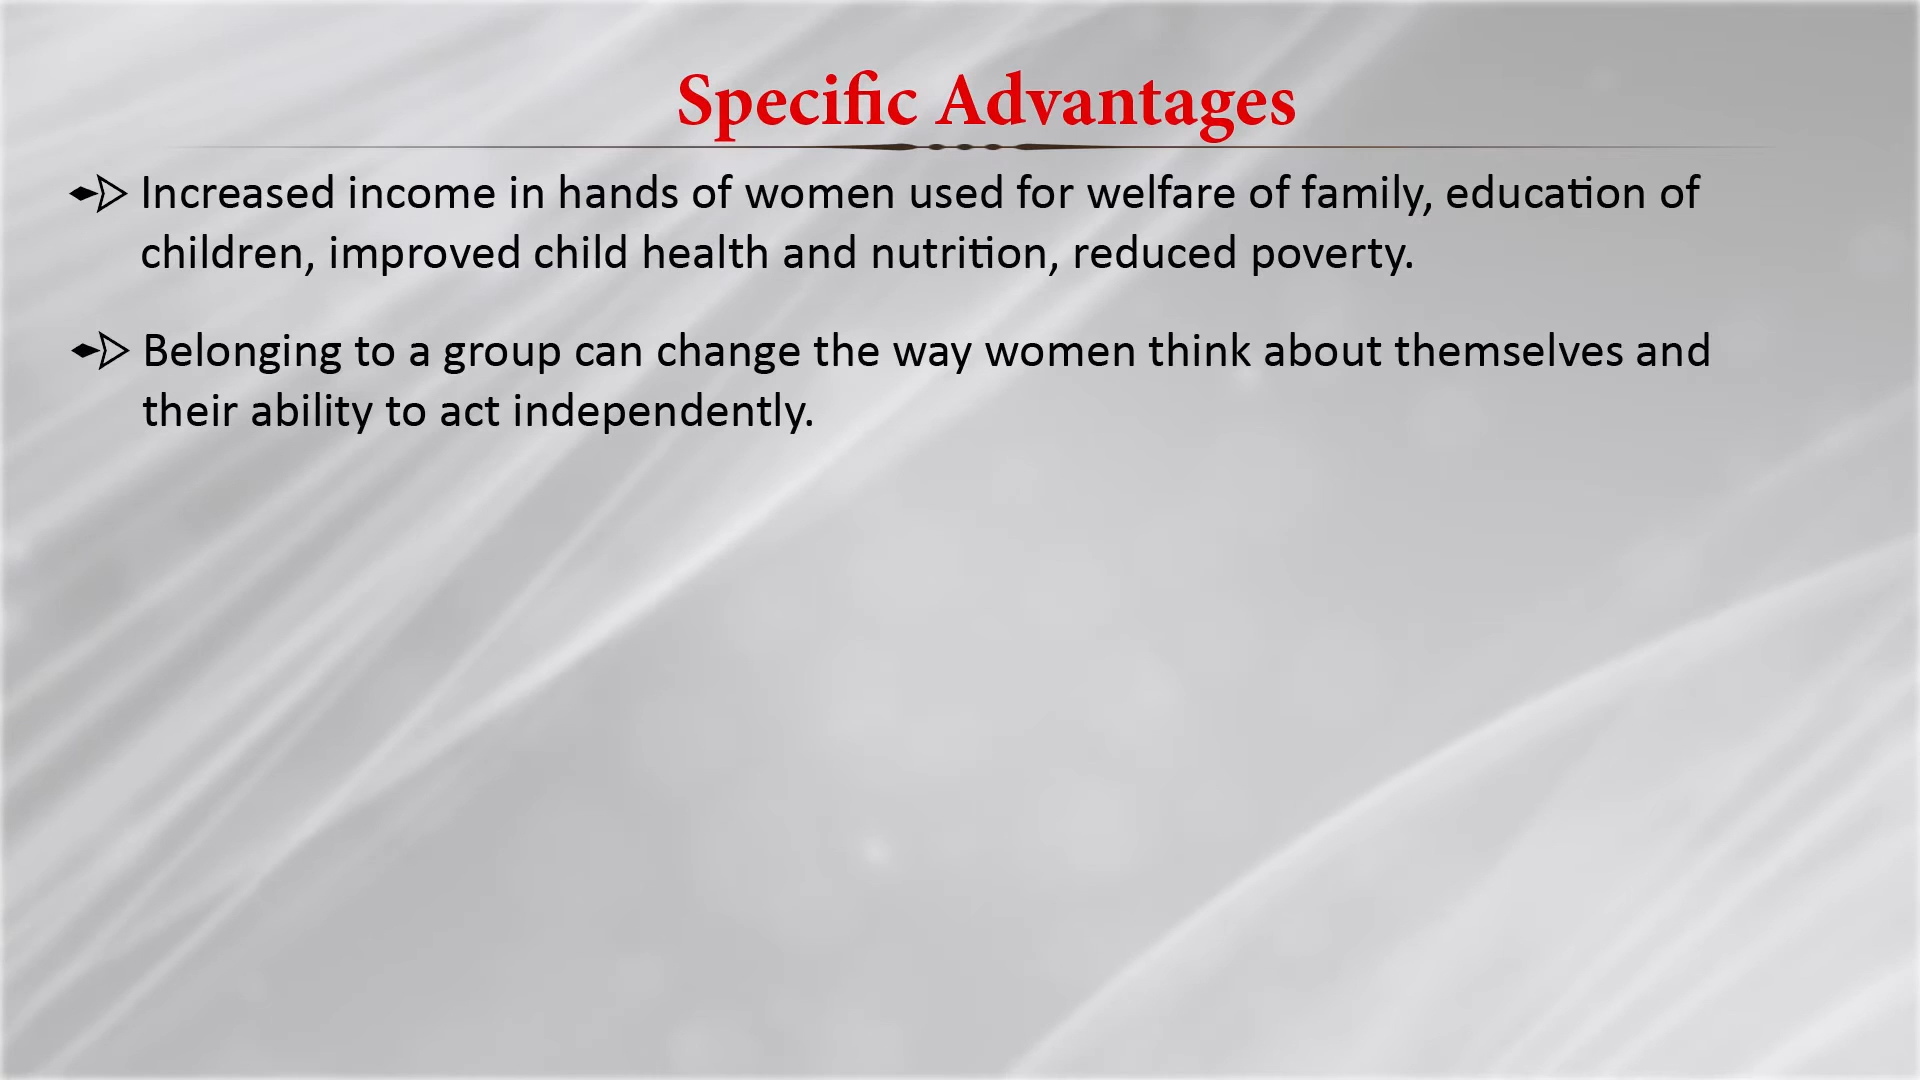 Specific Advantages
Increased income in hands of women used for welfare of family, education of
children, improved child health and nutrition, reduced poverty.
Belonging to a group can change the way women think about themselves and
their ability to act independently.